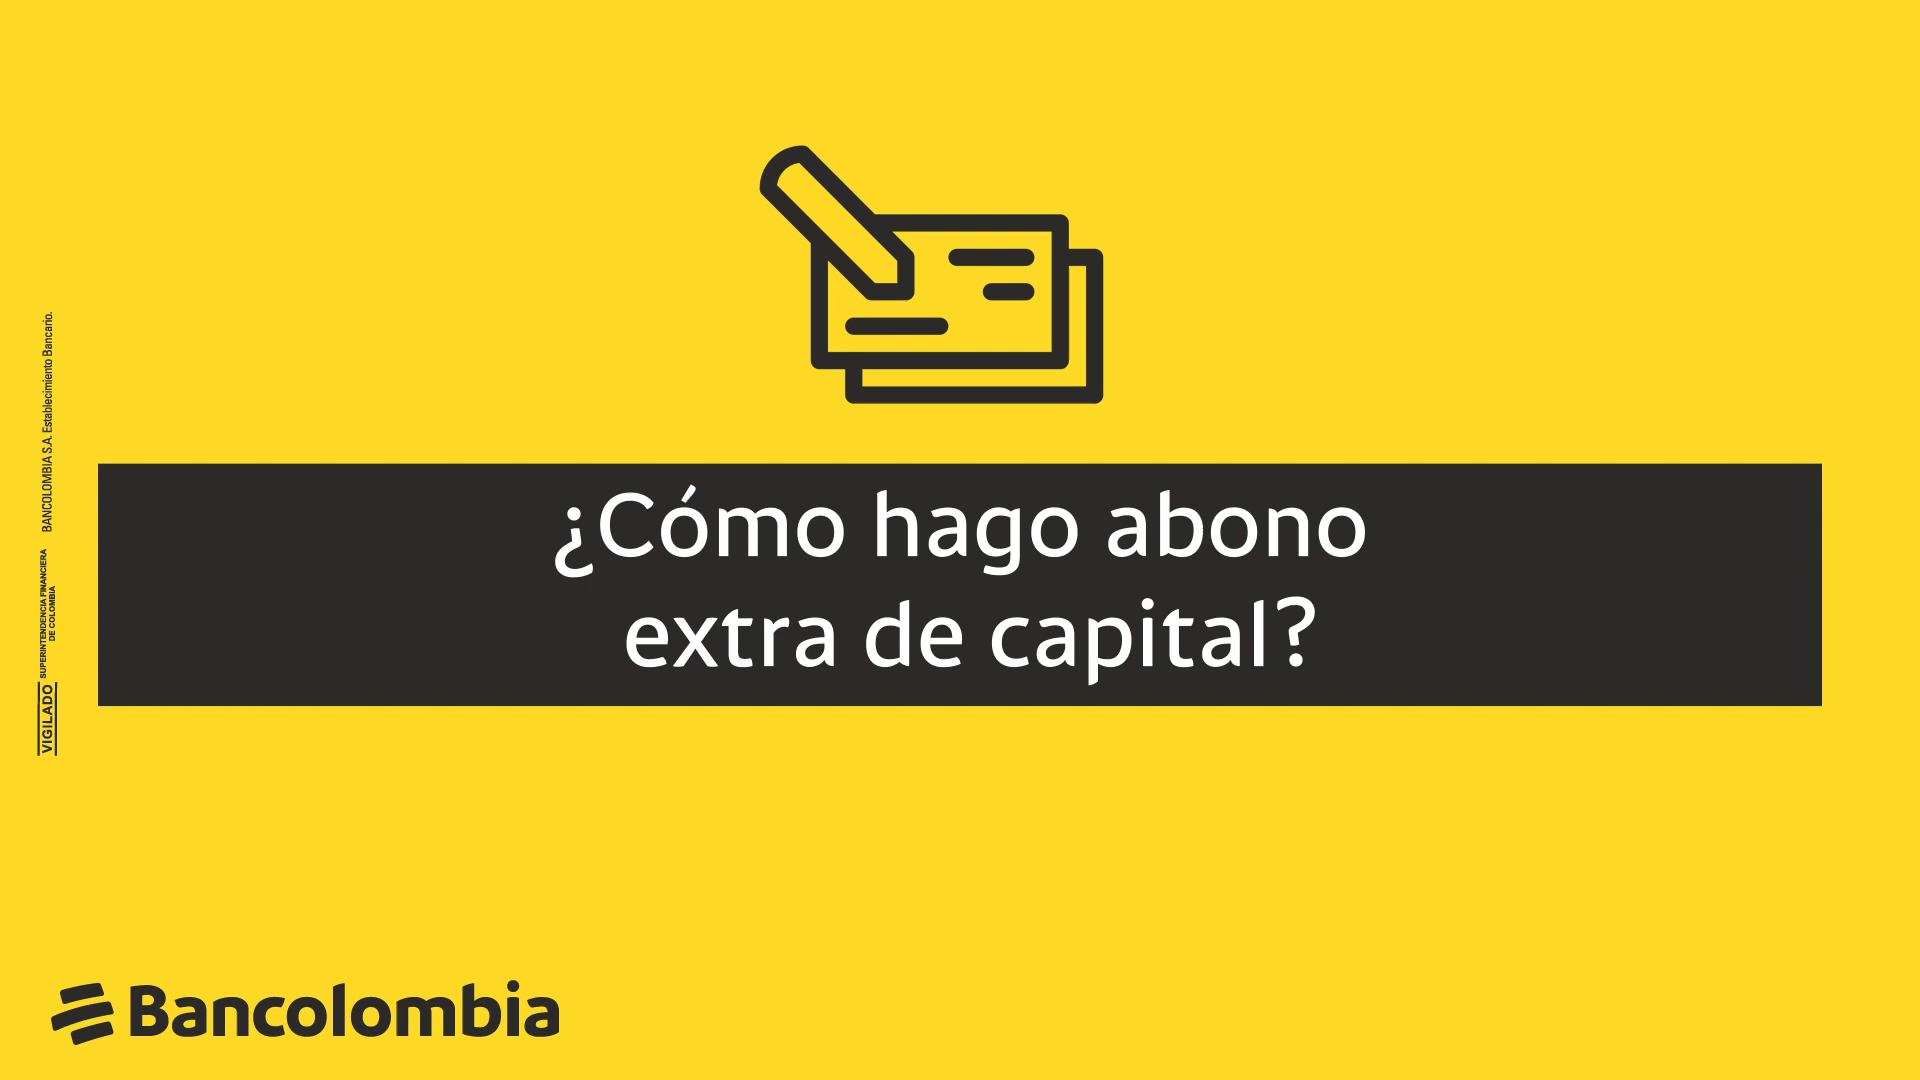 ¿Cómo hago abono
extra de capital?
BANCOLOMBIA S.A. Establecimiento Bancario.
VIGILADO
SUPERINTENDENCIA FINANCIERA
DE COLOMBIA
Bancolombia